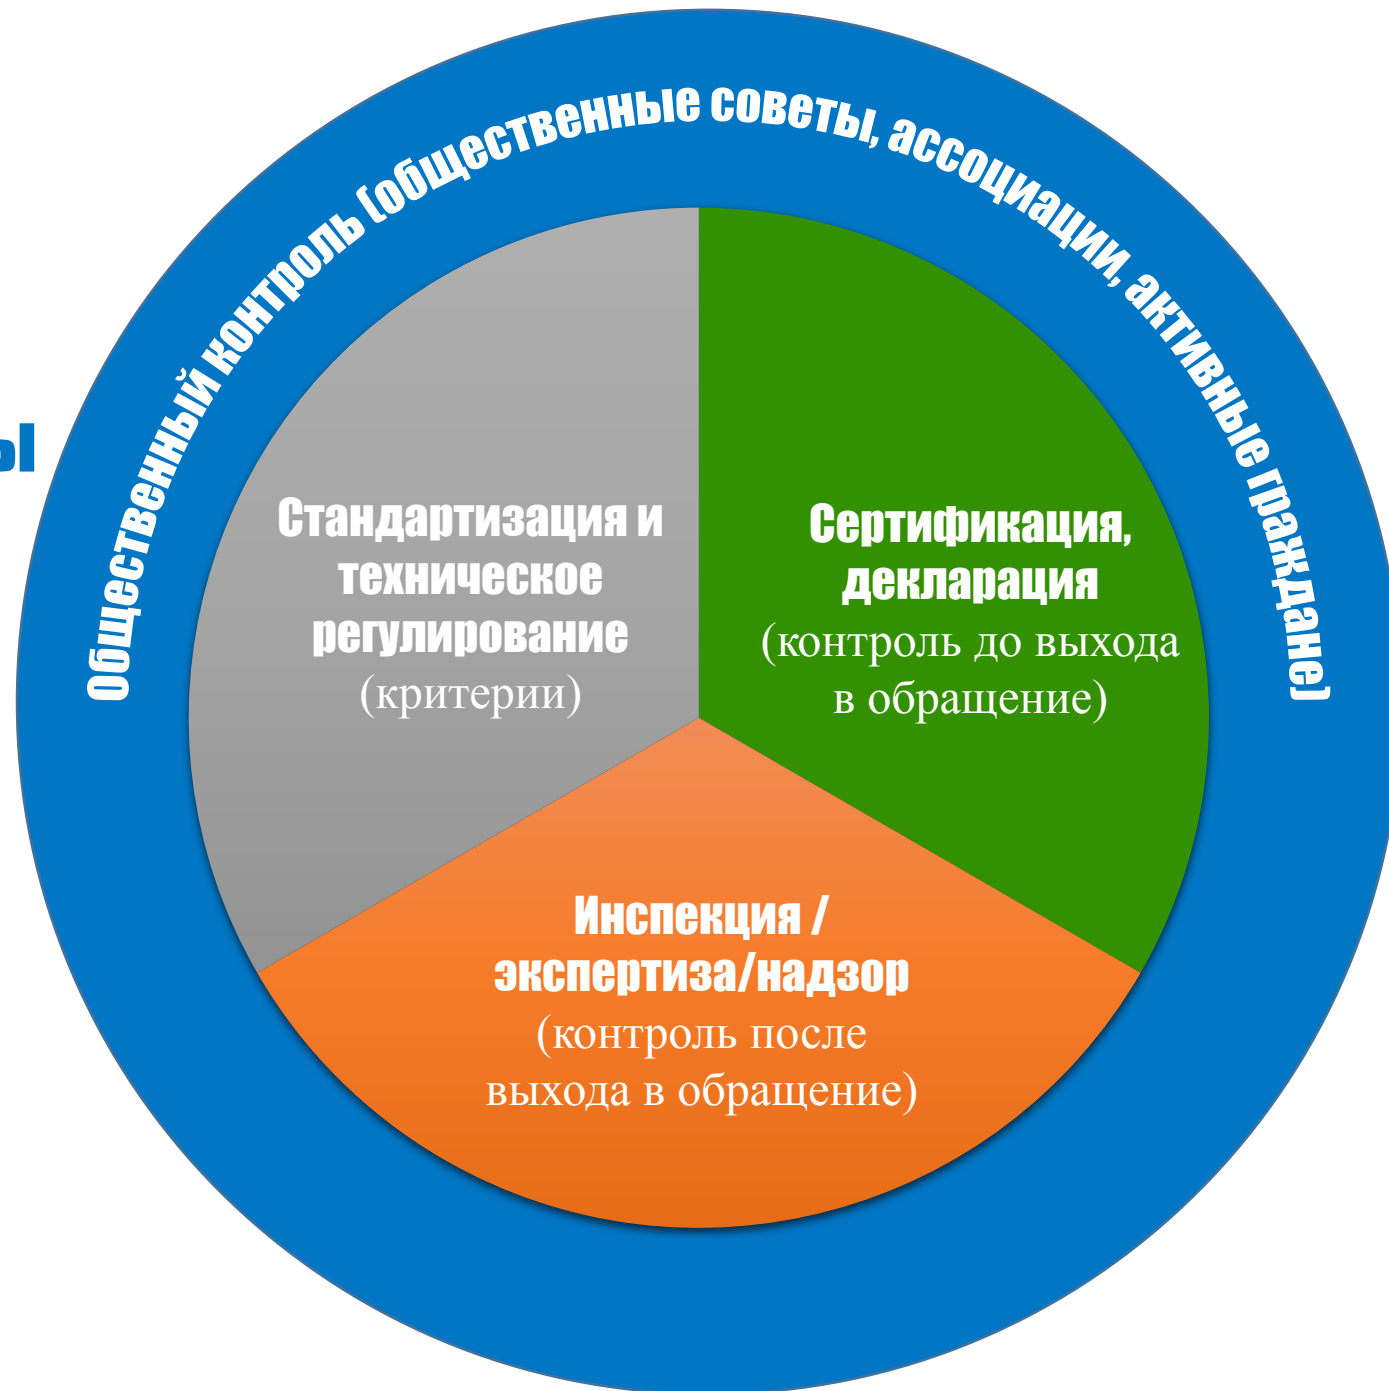 Общественный контроль (общественные советы, ассоциации, активные граждане)
ы
Стандартизация и
техническое
регулирование
(критерии)
Сертификация,
декларация
(контроль до выхода
в обращение)
Инспекция /
экспертиза/надзор
(контроль после
выхода в обращение)